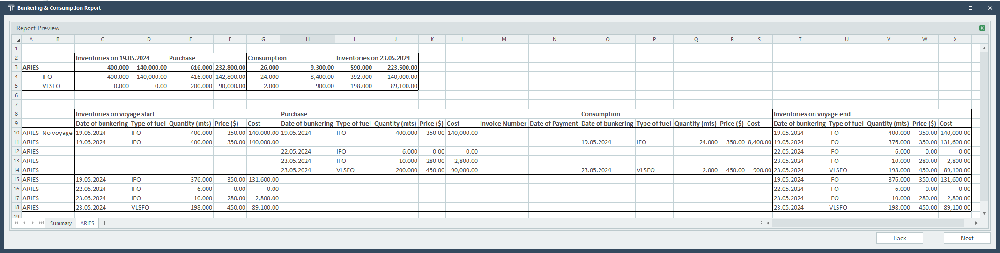 Bunkering & Consumption Report
Report Preview
A B C D E F G H I J K L M N O P Q R S T U V W X
1
2 Inventories on 19.05.2024 Purchase Consumption Inventories on 23.05.2024
3 ARIES 400.000 140,000.00 616.000 232,800.00 26.000 9,300.00 590.000 223,500.00
4 IFO 400.000 140,000.00 416.000 142,800.00 24.000 8,400.00 392.000 140,000.00
5 VLSFO 0.000 0.00 200.000 90,000.00 2.000 900.00 198.000 89,100.00
6
7
8 Inventories on voyage start Purchase Consumption Inventories on voyage end
9 Date of bunkering Type of fuel Quantity (mts) Price ($) Cost Date of bunkering Type of fuel Quantity (mts) Price ($) Cost Invoice Number Date of Payment Date of bunkering Type of fuel Quantity (mts) Price ($) Cost Date of bunkering Type of fuel Quantity (mts) Price ($) Cost
10 ARIES No voyage 19.05.2024 IFO 400.000 350.00 140,000.00 19.05.2024 IFO 400.000 350.00 140,000.00 19.05.2024 IFO 400.000 350.00 140,000.00
11 ARIES 19.05.2024 IFO 400.000 350.00 140,000.00 19.05.2024 IFO 24.000 350.00 8,400.00 19.05.2024 IFO 376.000 350.00 131,600.00
12 ARIES 22.05.2024 IFO 6.000 0.00 0.00 22.05.2024 IFO 6.000 0.00 0.00
13 ARIES 23.05.2024 IFO 10.000 280.00 2,800.00 23.05.2024 IFO 10.000 280.00 2,800.00
14 ARIES 23.05.2024 VLSFO 200.000 450.00 90,000.00 23.05.2024 VLSFO 2.000 450.00 900.00 23.05.2024 VLSFO 198.000 450.00 89,100.00
15 ARIES 19.05.2024 IFO 376.000 350.00 131,600.00 19.05.2024 IFO 376.000 350.00 131,600.00
16 ARIES 22.05.2024 IFO 6.000 0.00 0.00 22.05.2024 IFO 6.000 0.00 0.00
17 ARIES 23.05.2024 IFO 10.000 280.00 2,800.00 23.05.2024 IFO 10.000 280.00 2,800.00
18 ARIES 23.05.2024 VLSFO 198.000 450.00 89,100.00 23.05.2024 VLSFO 198.000 450.00 89,100.00
19
Summary ARIES +
Back Next